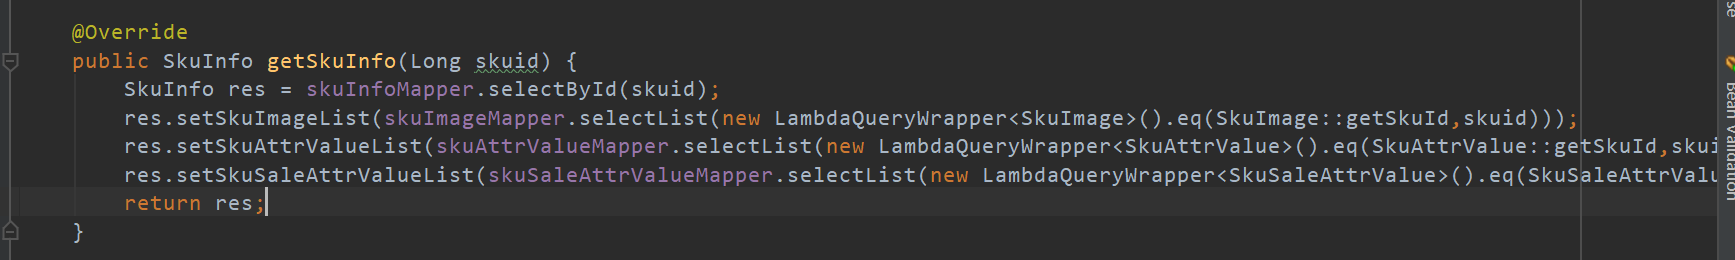 @Override
public SkuInfo getSkuInfo(Long skuid) {
SkuInfo res = skuInfoMapper.selectById(skuid);
res.setSkuImageList(skuImageMapper.selectList(new LambdaQueryWrapper<SkuImage>().eq(SkuImage::getSkuId,skuid)));
res.setSkuAttrValueList(skuAttrValueMapper.selectList(new LambdaQueryWrapper<SkuAttrValue>().eq(SkuAttrValue::getSkuId,skui
res.setSkuSaleAttrValueList(skuSaleAttrValueMapper.selectList(new LambdaQueryWrapper<SkuSaleAttrValue>().eq(SkuSaleAttrValu
return res;
}
se
Bean Validation